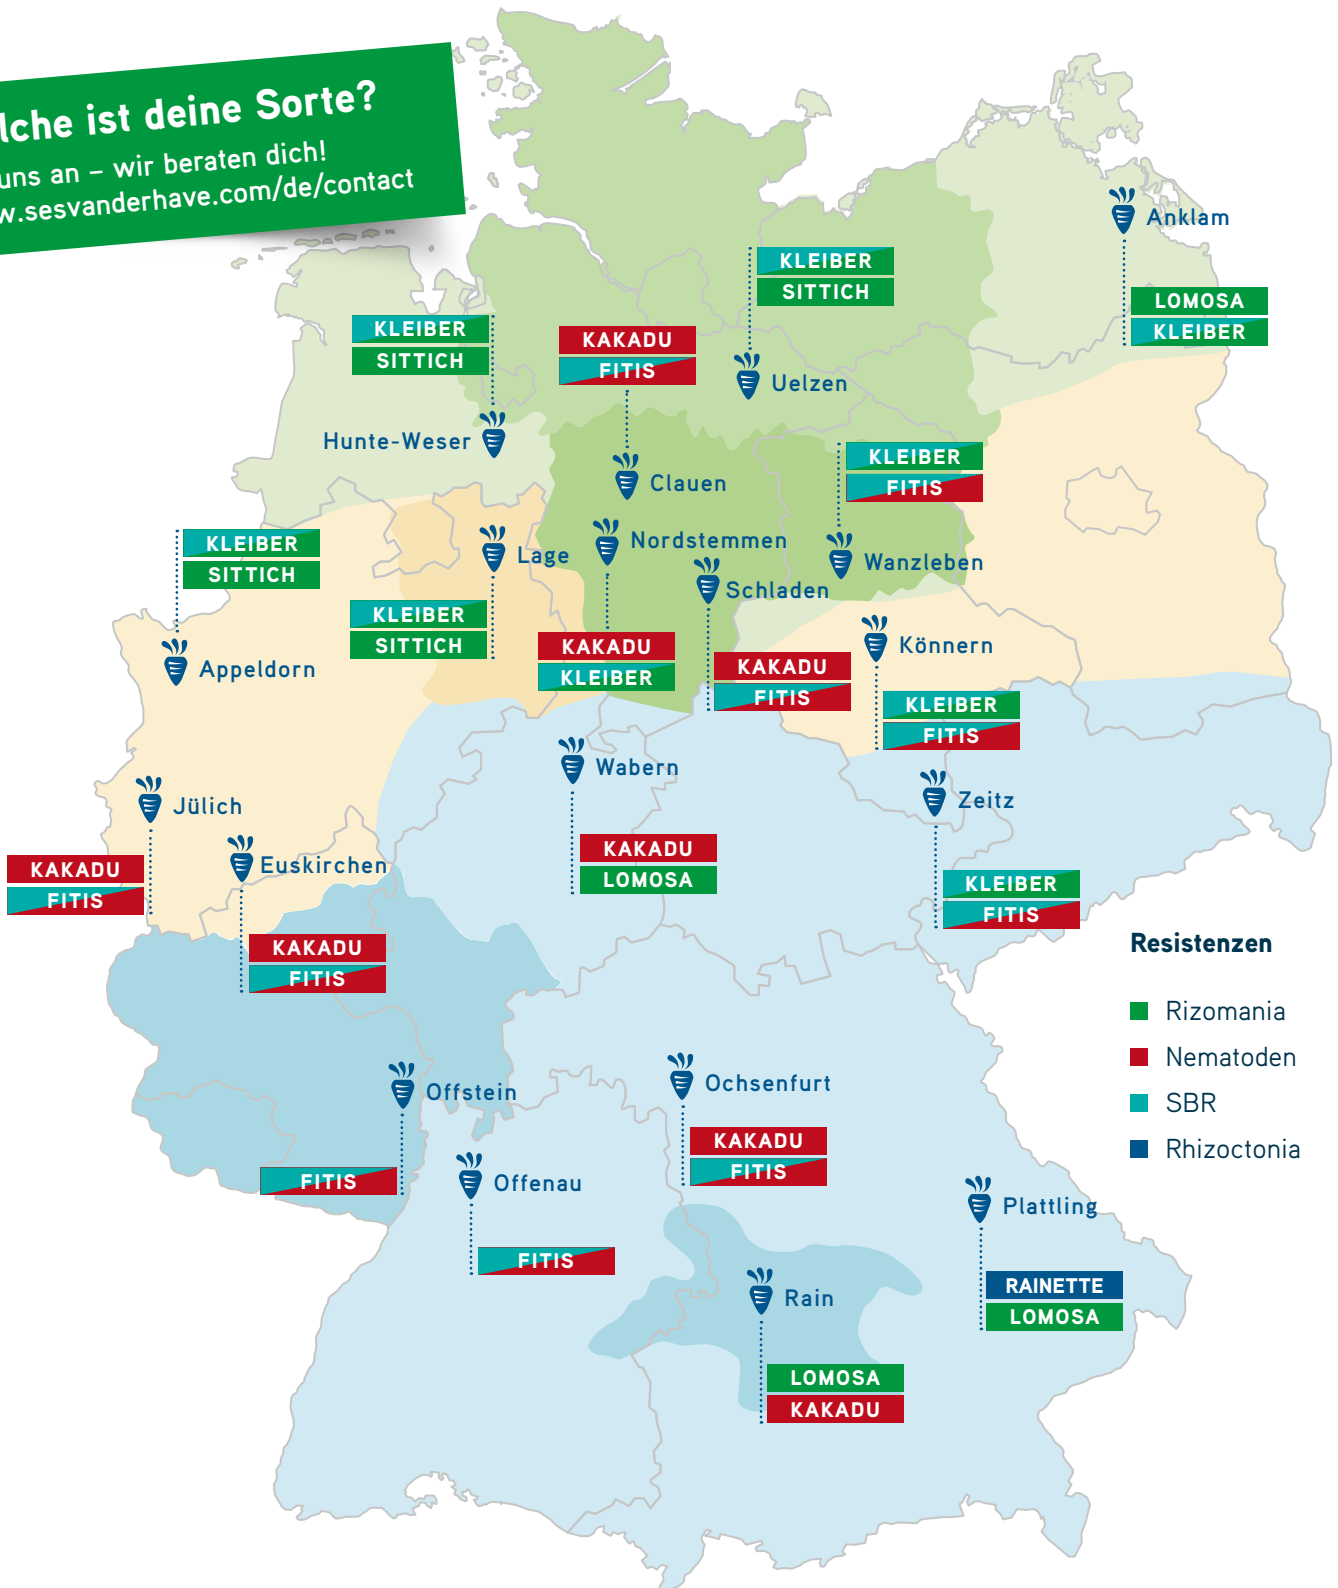 lche ist deine Sorte?
uns an – wir beraten dich!
w.sesvanderhave.com/de/contact
Anklam
LOMOSA
KLEIBER
KLEIBER
SITTICH
Uelzen
KLEIBER
SITTICH
Hunte-Weser
KAKADU
FITIS
Clauen
KLEIBER
FITIS
Wanzleben
KLEIBER
SITTICH
Appeldorn
Lage
KLEIBER
SITTICH
Nordstemmen
KAKADU
KLEIBER
Schladen
KAKADU
FITIS
Könnern
KLEIBER
FITIS
Wabern
KAKADU
LOMOSA
Zeitz
KLEIBER
FITIS
Jülich
KAKADU
FITIS
Euskirchen
KAKADU
FITIS
Resistenzen
Rizomania
Nematoden
SBR
Rhizoctonia
Offstein
FITIS
Offenau
FITIS
Ochsenfurt
KAKADU
FITIS
Plattling
RAINETTE
LOMOSA
Rain
LOMOSA
KAKADU